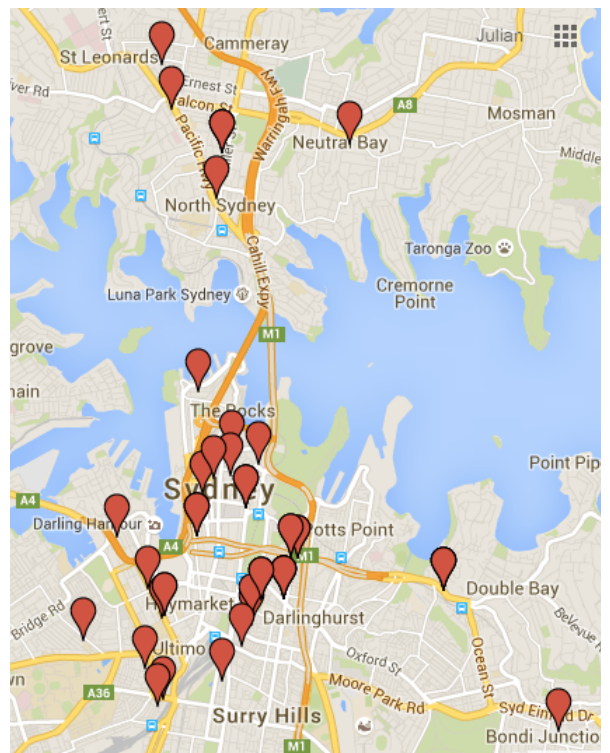 Julian
Cammeray
St Leonards
Ernest St
Falcon St
A8
Mosman
Neutral Bay
Warringah Fwy
Pacific Hwy
Middle
North Sydney
Cahill Expy
Taronga Zoo
Cremorne
Point
Luna Park Sydney
M1
grove
The Rocks
Point Pip
Sydney
A4
Darling Harbour
otts Point
A4
M1
Double Bay
Haymarket
Bridge Rd
Darlinghurst
Bellevue
Ultimo
Oxford St
Ocean St
A36
Moore Park Rd
Surry Hills
Syd Einfeld Dr
Bondi Junction
M1